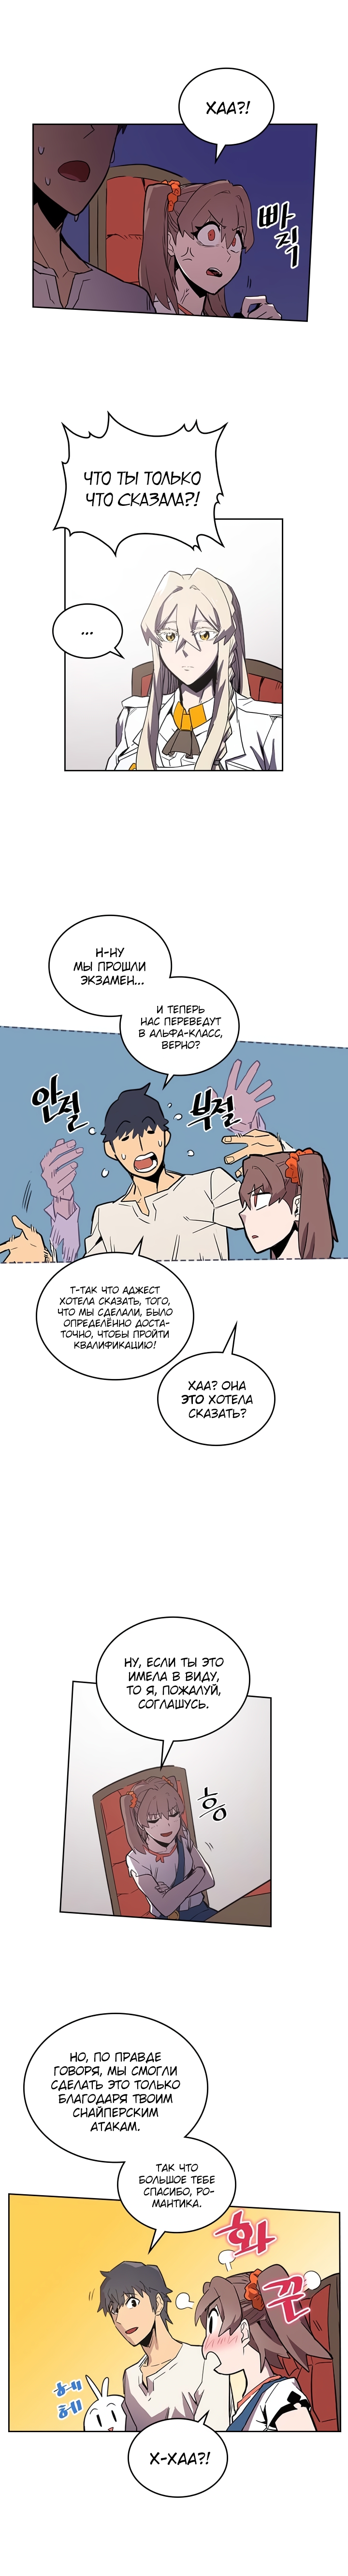 ХАА?!
빠직
ЧТО ТЫ ТОЛЬКО
ЧТО СКАЗАЛА?!
...
Н-НУ
МЫ ПРОШЛИ
ЭКЗАМЕН...
И ТЕПЕРЬ
НАС ПЕРЕВЕДУТ
В АЛЬФА-КЛАСС,
ВЕРНО?
안절
부절
Т-ТАК ЧТО АДЖЕСТ
ХОТЕЛА СКАЗАТЬ, ТОГО,
ЧТО МЫ СДЕЛАЛИ, БЫЛО
ОПРЕДЕЛЁННО ДОСТА-
ТОЧНО, ЧТОБЫ ПРОЙТИ
КВАЛИФИКАЦИЮ!
ХАА? ОНА
ЭТО ХОТЕЛА
СКАЗАТЬ?
НУ, ЕСЛИ ТЫ ЭТО
ИМЕЛА В ВИДУ,
ТО Я, ПОЖАЛУЙ,
СОГЛАШУСЬ.
흥
НО, ПО ПРАВДЕ
ГОВОРЯ, МЫ СМОГЛИ
СДЕЛАТЬ ЭТО ТОЛЬКО
БЛАГОДАРЯ ТВОИМ
СНАЙПЕРСКИМ
АТАКАМ.
ТАК ЧТО
БОЛЬШОЕ ТЕБЕ
СПАСИБО, РО-
МАНТИКА.
화
끈
헤
헤
Х-ХАА?!